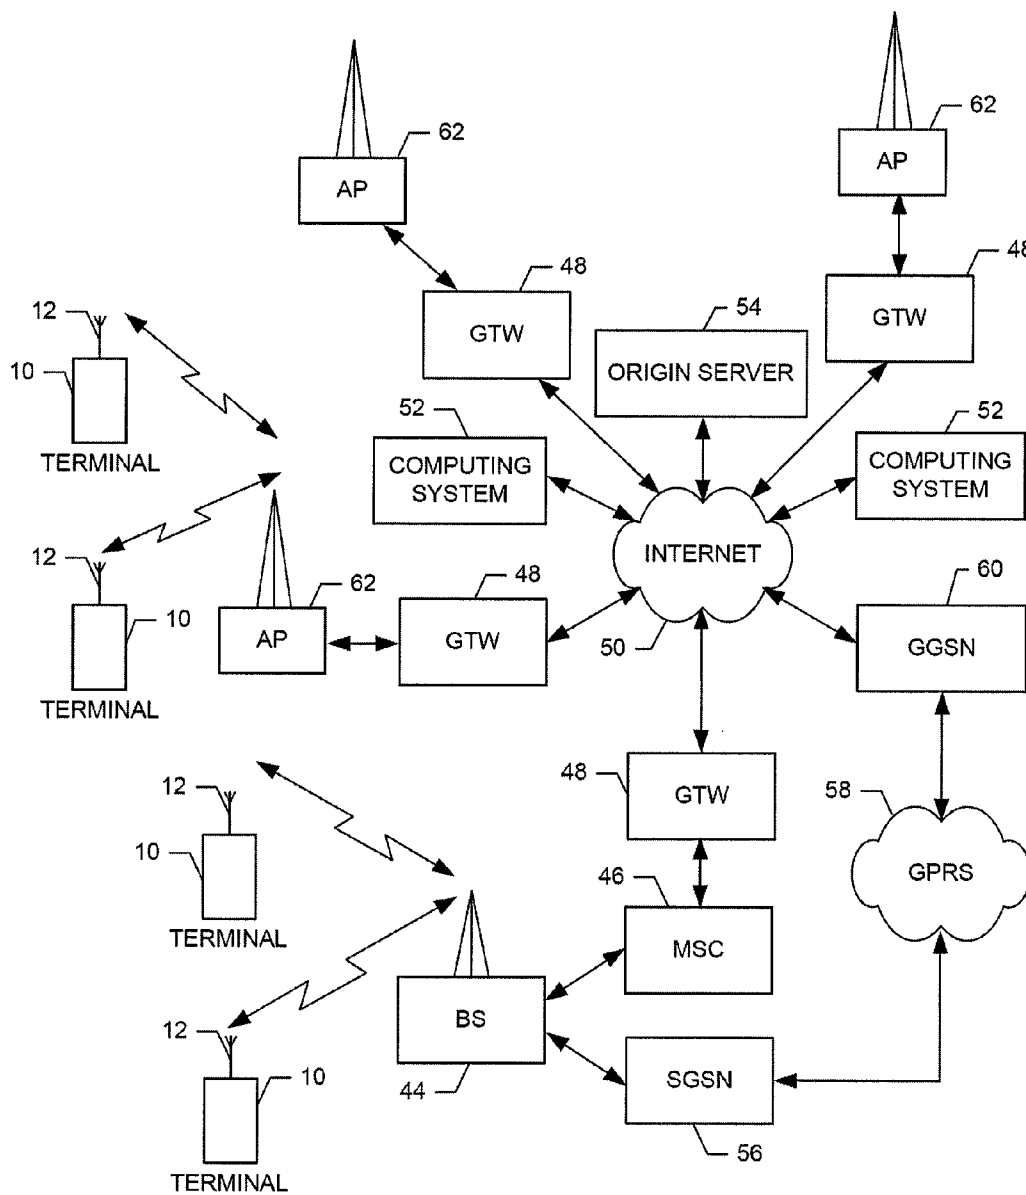 62
AP
62
AP
48
GTW
48
GTW
54
ORIGIN SERVER
12
10
TERMINAL
52
COMPUTING
SYSTEM
52
COMPUTING
SYSTEM
INTERNET
50
12
10
TERMINAL
62
AP
48
GTW
60
GGSN
48
GTW
58
GPRS
12
10
TERMINAL
46
MSC
BS
44
12
10
TERMINAL
SGSN
56